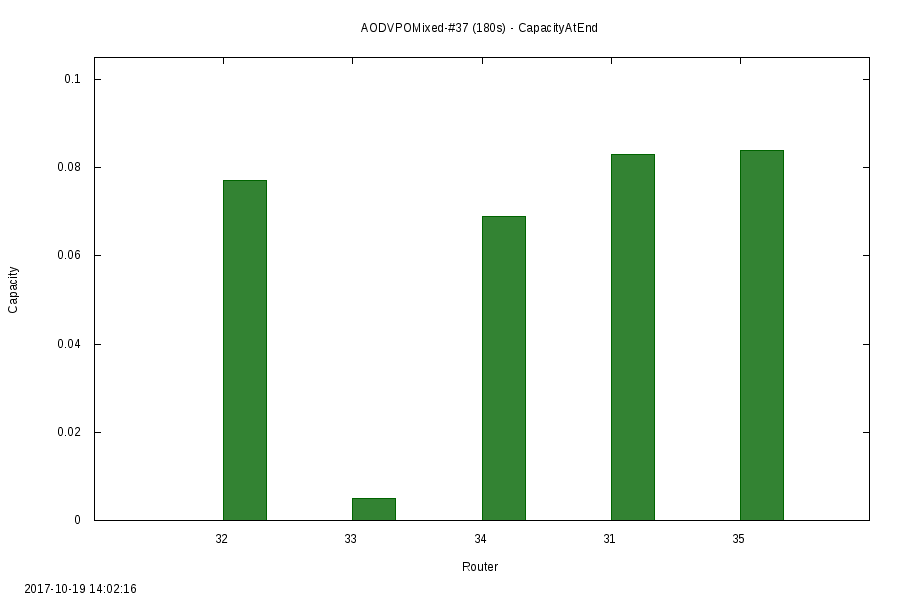 AODVPOMixed-#37 (180s) - CapacityAtEnd
0.1
0.08
0.06
0.04
0.02
0
Capacity
32 33 34 31 35
Router
2017-10-19 14:02:16